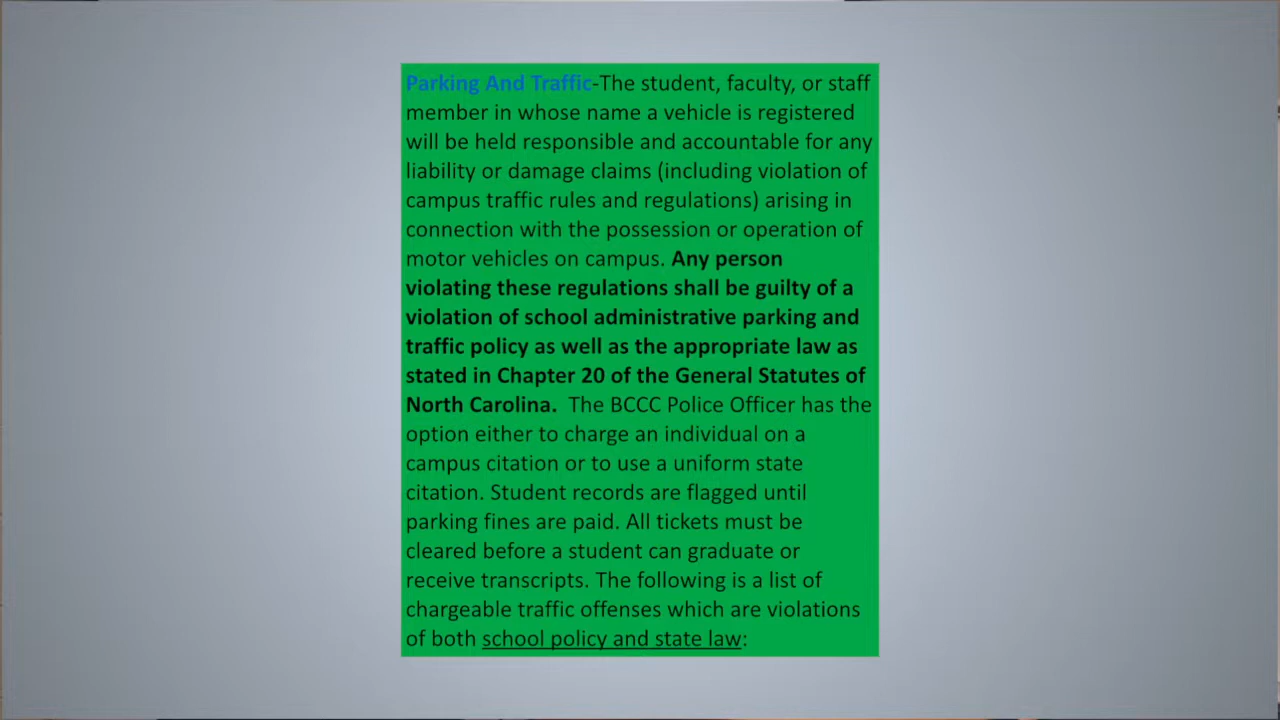 Parking And Traffic-The student, faculty, or staff
member in whose name a vehicle is registered
will be held responsible and accountable for any
liability or damage claims (including violation of
campus traffic rules and regulations) arising in
connection with the possession or operation of
motor vehicles on campus. Any person
violating these regulations shall be guilty of a
violation of school administrative parking and
traffic policy as well as the appropriate law as
stated in Chapter 20 of the General Statutes of
North Carolina.  The BCCC Police Officer has the
option either to charge an individual on a
campus citation or to use a uniform state
citation. Student records are flagged until
parking fines are paid. All tickets must be
cleared before a student can graduate or
receive transcripts. The following is a list of
chargeable traffic offenses which are violations
of both school policy and state law: